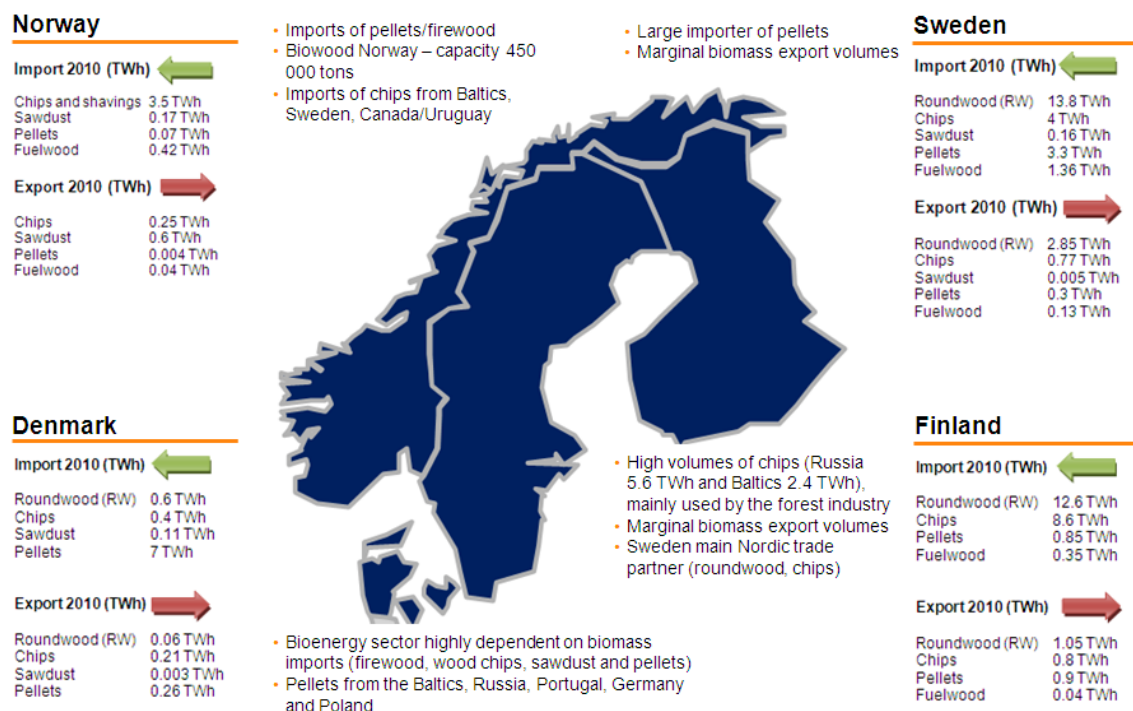 Norway
Import 2010 (TWh)
Chips and shavings 3.5 TWh
Sawdust 0.17 TWh
Pellets 0.07 TWh
Fuelwood 0.42 TWh
Export 2010 (TWh)
Chips 0.25 TWh
Sawdust 0.6 TWh
Pellets 0.004 TWh
Fuelwood 0.04 TWh
• Imports of pellets/firewood
• Biowood Norway – capacity 450
000 tons
• Imports of chips from Baltics,
Sweden, Canada/Uruguay
• Large importer of pellets
• Marginal biomass export volumes
Sweden
Import 2010 (TWh)
Roundwood (RW) 13.8 TWh
Chips 4 TWh
Sawdust 0.16 TWh
Pellets 3.3 TWh
Fuelwood 1.36 TWh
Export 2010 (TWh)
Roundwood (RW) 2.85 TWh
Chips 0.77 TWh
Sawdust 0.005 TWh
Pellets 0.3 TWh
Fuelwood 0.13 TWh
Denmark
Import 2010 (TWh)
Roundwood (RW) 0.6 TWh
Chips 0.4 TWh
Sawdust 0.11 TWh
Pellets 7 TWh
Export 2010 (TWh)
Roundwood (RW) 0.06 TWh
Chips 0.21 TWh
Sawdust 0.003 TWh
Pellets 0.26 TWh
• Bioenergy sector highly dependent on biomass
imports (firewood, wood chips, sawdust and pellets)
• Pellets from the Baltics, Russia, Portugal, Germany
and Poland
• High volumes of chips (Russia
5.6 TWh and Baltics 2.4 TWh),
mainly used by the forest industry
• Marginal biomass export volumes
• Sweden main Nordic trade
partner (roundwood, chips)
Finland
Import 2010 (TWh)
Roundwood (RW) 12.6 TWh
Chips 8.6 TWh
Pellets 0.85 TWh
Fuelwood 0.35 TWh
Export 2010 (TWh)
Roundwood (RW) 1.05 TWh
Chips 0.8 TWh
Pellets 0.9 TWh
Fuelwood 0.04 TWh